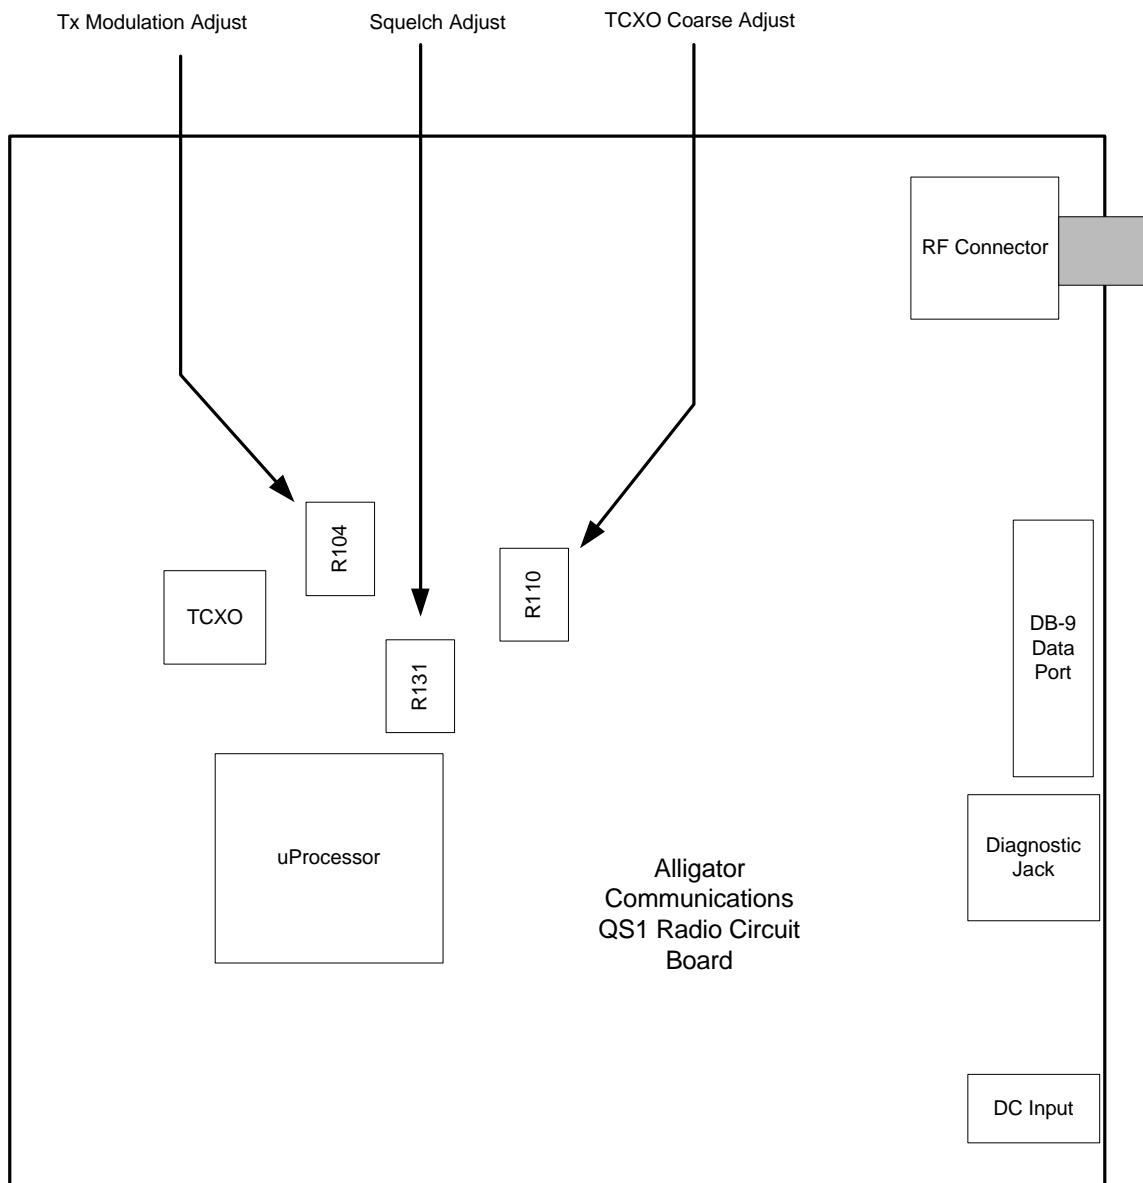 Tx Modulation Adjust
Squelch Adjust
TCXO Coarse Adjust
RF Connector
R104
R110
TCXO
R131
DB-9
Data
Port
uProcessor
Diagnostic
Jack
Alligator
Communications
QS1 Radio Circuit
Board
DC Input